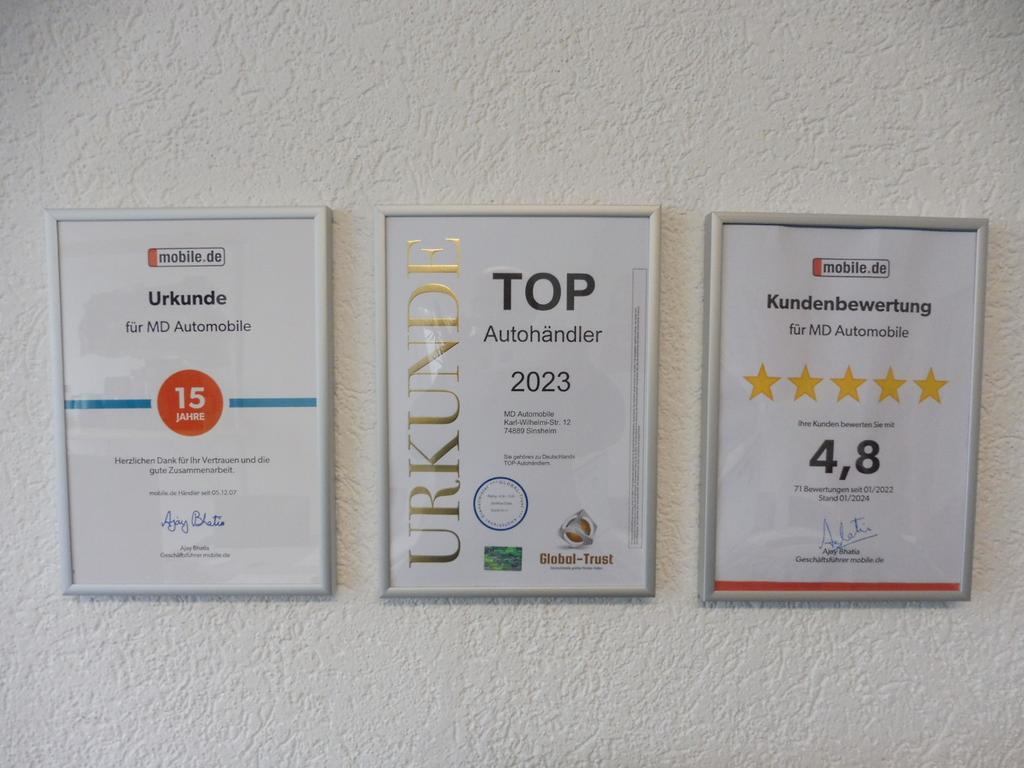 mobile.de
Urkunde
für MD Automobile
15
JAHRE
Herzlichen Dank für Ihr Vertrauen und die
gute Zusammenarbeit.
mobile.de Händler seit 05.12.07
Ajay Bhatia
Ajay Bhatia
Geschäftsführer mobile.de
URKUNDE
TOP
Autohändler
2023
MD Automobile
Karl-Wilhelmi-Str. 12
74889 Sinsheim
Sie gehören zu Deutschlands
TOP-Autohändlern.
Global-Trust
mobile.de
Kundenbewertung
für MD Automobile
Ihre Kunden bewerten Sie mit
4,8
71 Bewertungen seit 01/2022
Stand 01/2024
Ajay Bhatia
Geschäftsführer mobile.de